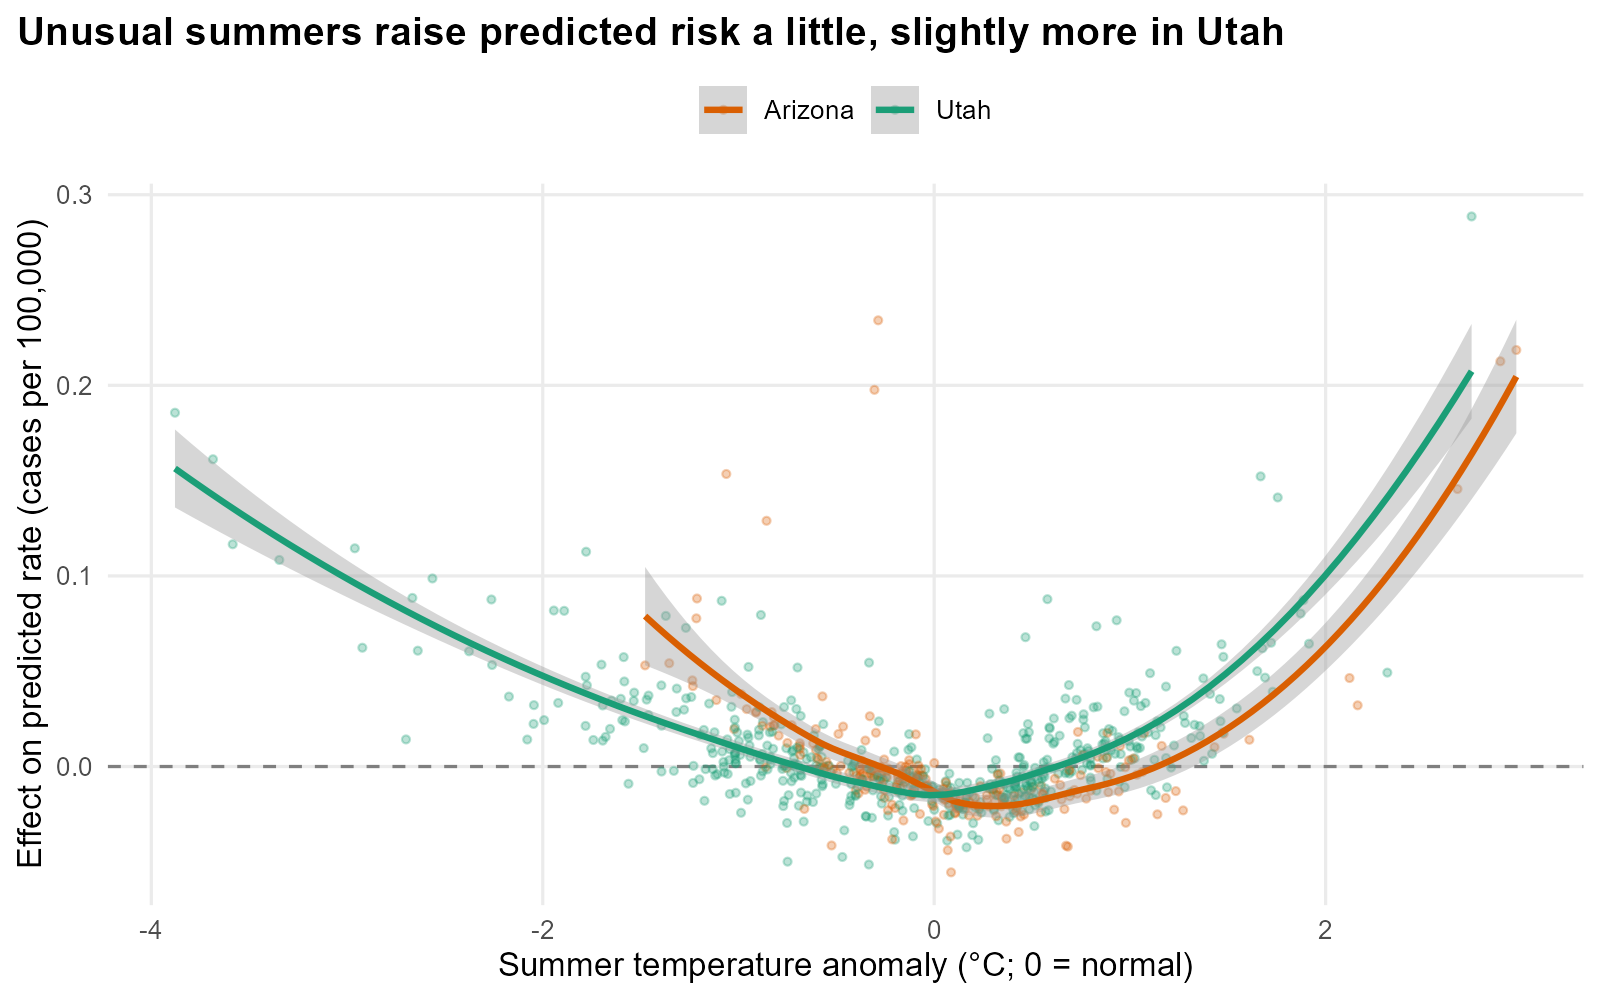 Unusual summers raise predicted risk a little, slightly more in Utah
Arizona
Utah
Effect on predicted rate (cases per 100,000)
0.3
0.2
0.1
0.0
-4
-2
0
2
Summer temperature anomaly (°C; 0 = normal)